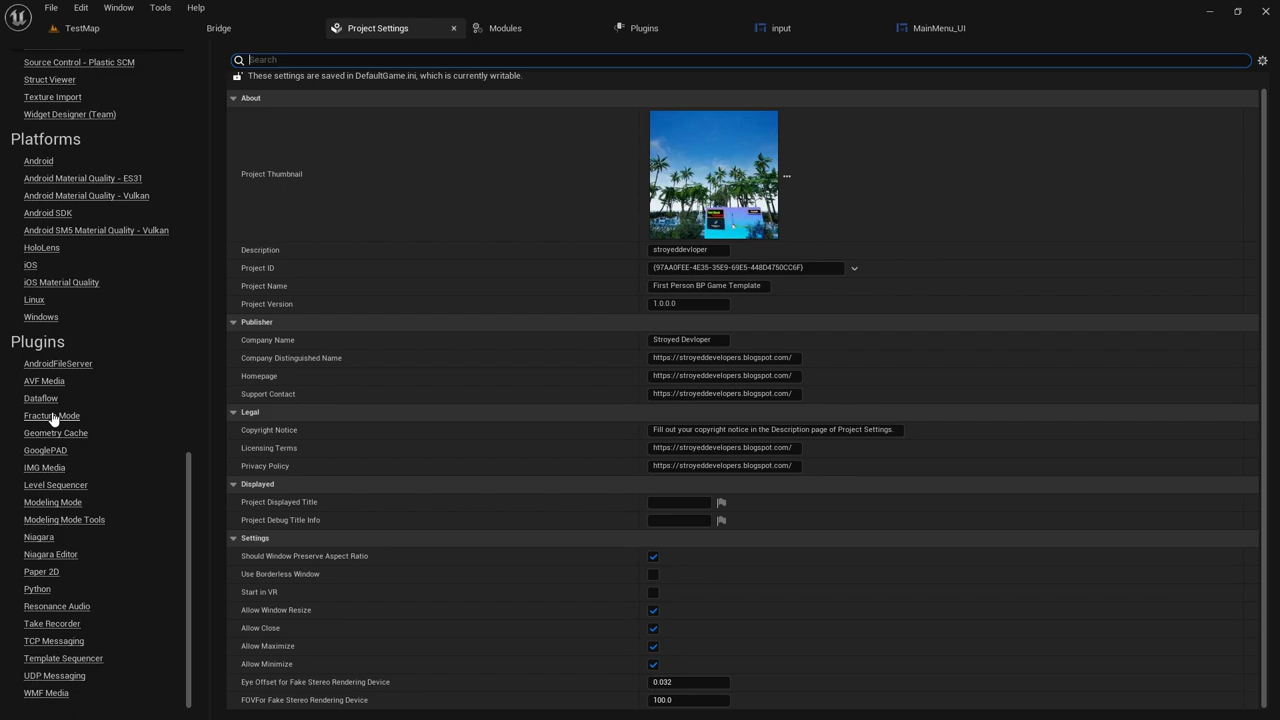 File Edit Window Tools Help
TestMap Bridge Project Settings Modules Plugins input MainMenu_UI
Source Control - Plastic SCM
Struct Viewer
Texture Import
Widget Designer (Team)
Platforms
Android
Android Material Quality - ES31
Android Material Quality - Vulkan
Android SDK
Android SM5 Material Quality - Vulkan
HoloLens
iOS
iOS Material Quality
Linux
Windows
Plugins
AndroidFileServer
AVF Media
Dataflow
Fracture Mode
Geometry Cache
GooglePAD
IMG Media
Level Sequencer
Modeling Mode
Modeling Mode Tools
Niagara
Niagara Editor
Paper 2D
Python
Resonance Audio
Take Recorder
TCP Messaging
Template Sequencer
UDP Messaging
WMF Media
Search
These settings are saved in DefaultGame.ini, which is currently writable.
About
Project Thumbnail
Description stroyeddevloper
Project ID {97AA0FEE-4E35-35E9-69E5-448D4750CC6F}
Project Name First Person BP Game Template
Project Version 1.0.0.0
Publisher
Company Name Stroyed Devloper
Company Distinguished Name https://stroyeddevelopers.blogspot.com/
Homepage https://stroyeddevelopers.blogspot.com/
Support Contact https://stroyeddevelopers.blogspot.com/
Legal
Copyright Notice Fill out your copyright notice in the Description page of Project Settings.
Licensing Terms https://stroyeddevelopers.blogspot.com/
Privacy Policy https://stroyeddevelopers.blogspot.com/
Displayed
Project Displayed Title
Project Debug Title Info
Settings
Should Window Preserve Aspect Ratio
Use Borderless Window
Start in VR
Allow Window Resize
Allow Close
Allow Maximize
Allow Minimize
Eye Offset for Fake Stereo Rendering Device 0.032
FOVFor Fake Stereo Rendering Device 100.0